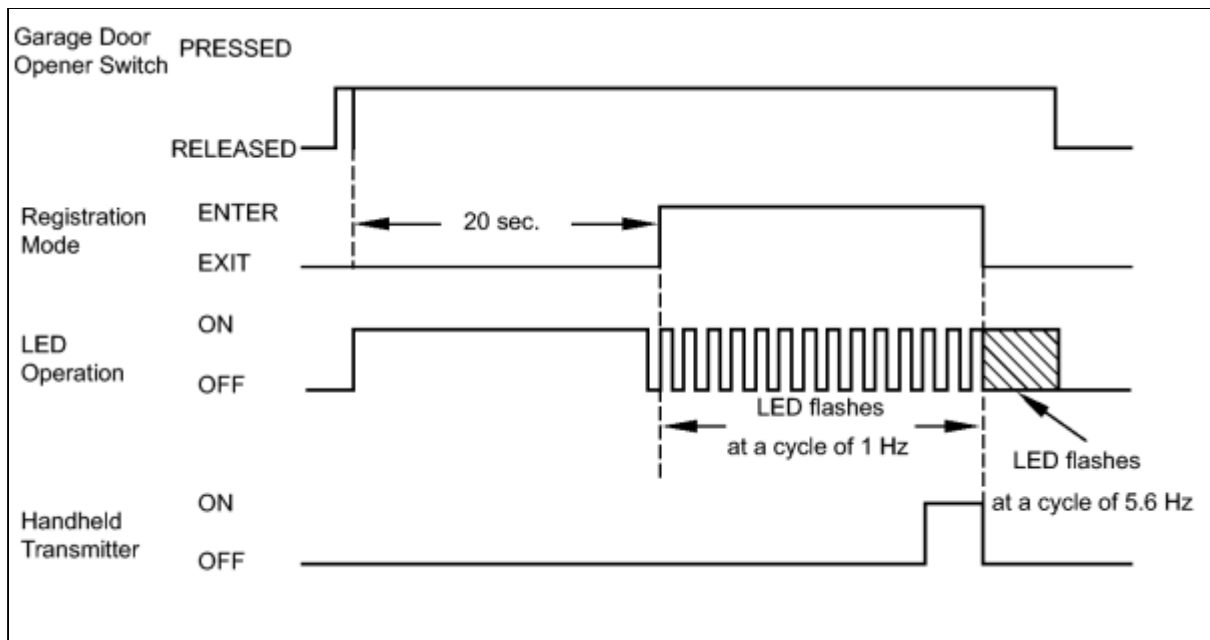 Garage Door
Opener Switch
PRESSED
RELEASED
Registration
Mode
ENTER
EXIT
20 sec.
LED
Operation
ON
OFF
LED flashes
at a cycle of 1 Hz
LED flashes
at a cycle of 5.6 Hz
Handheld
Transmitter
ON
OFF